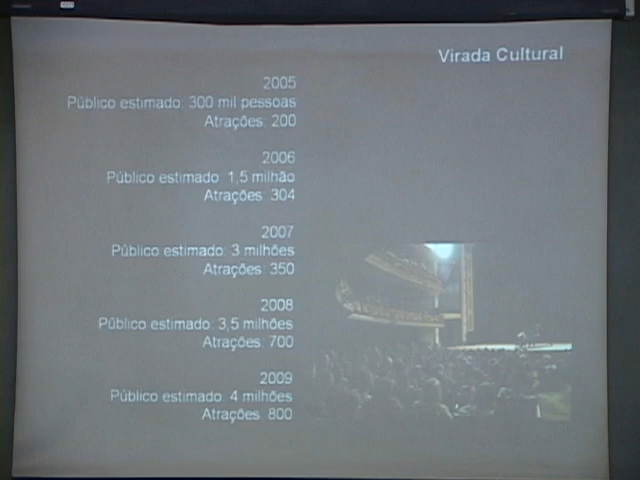 Virada Cultural
2005
Público estimado: 300 mil pessoas
Atrações: 200
2006
Público estimado: 1,5 milhão
Atrações: 304
2007
Público estimado: 3 milhões
Atrações: 350
2008
Público estimado: 3,5 milhões
Atrações: 700
2009
Público estimado: 4 milhões
Atrações: 800